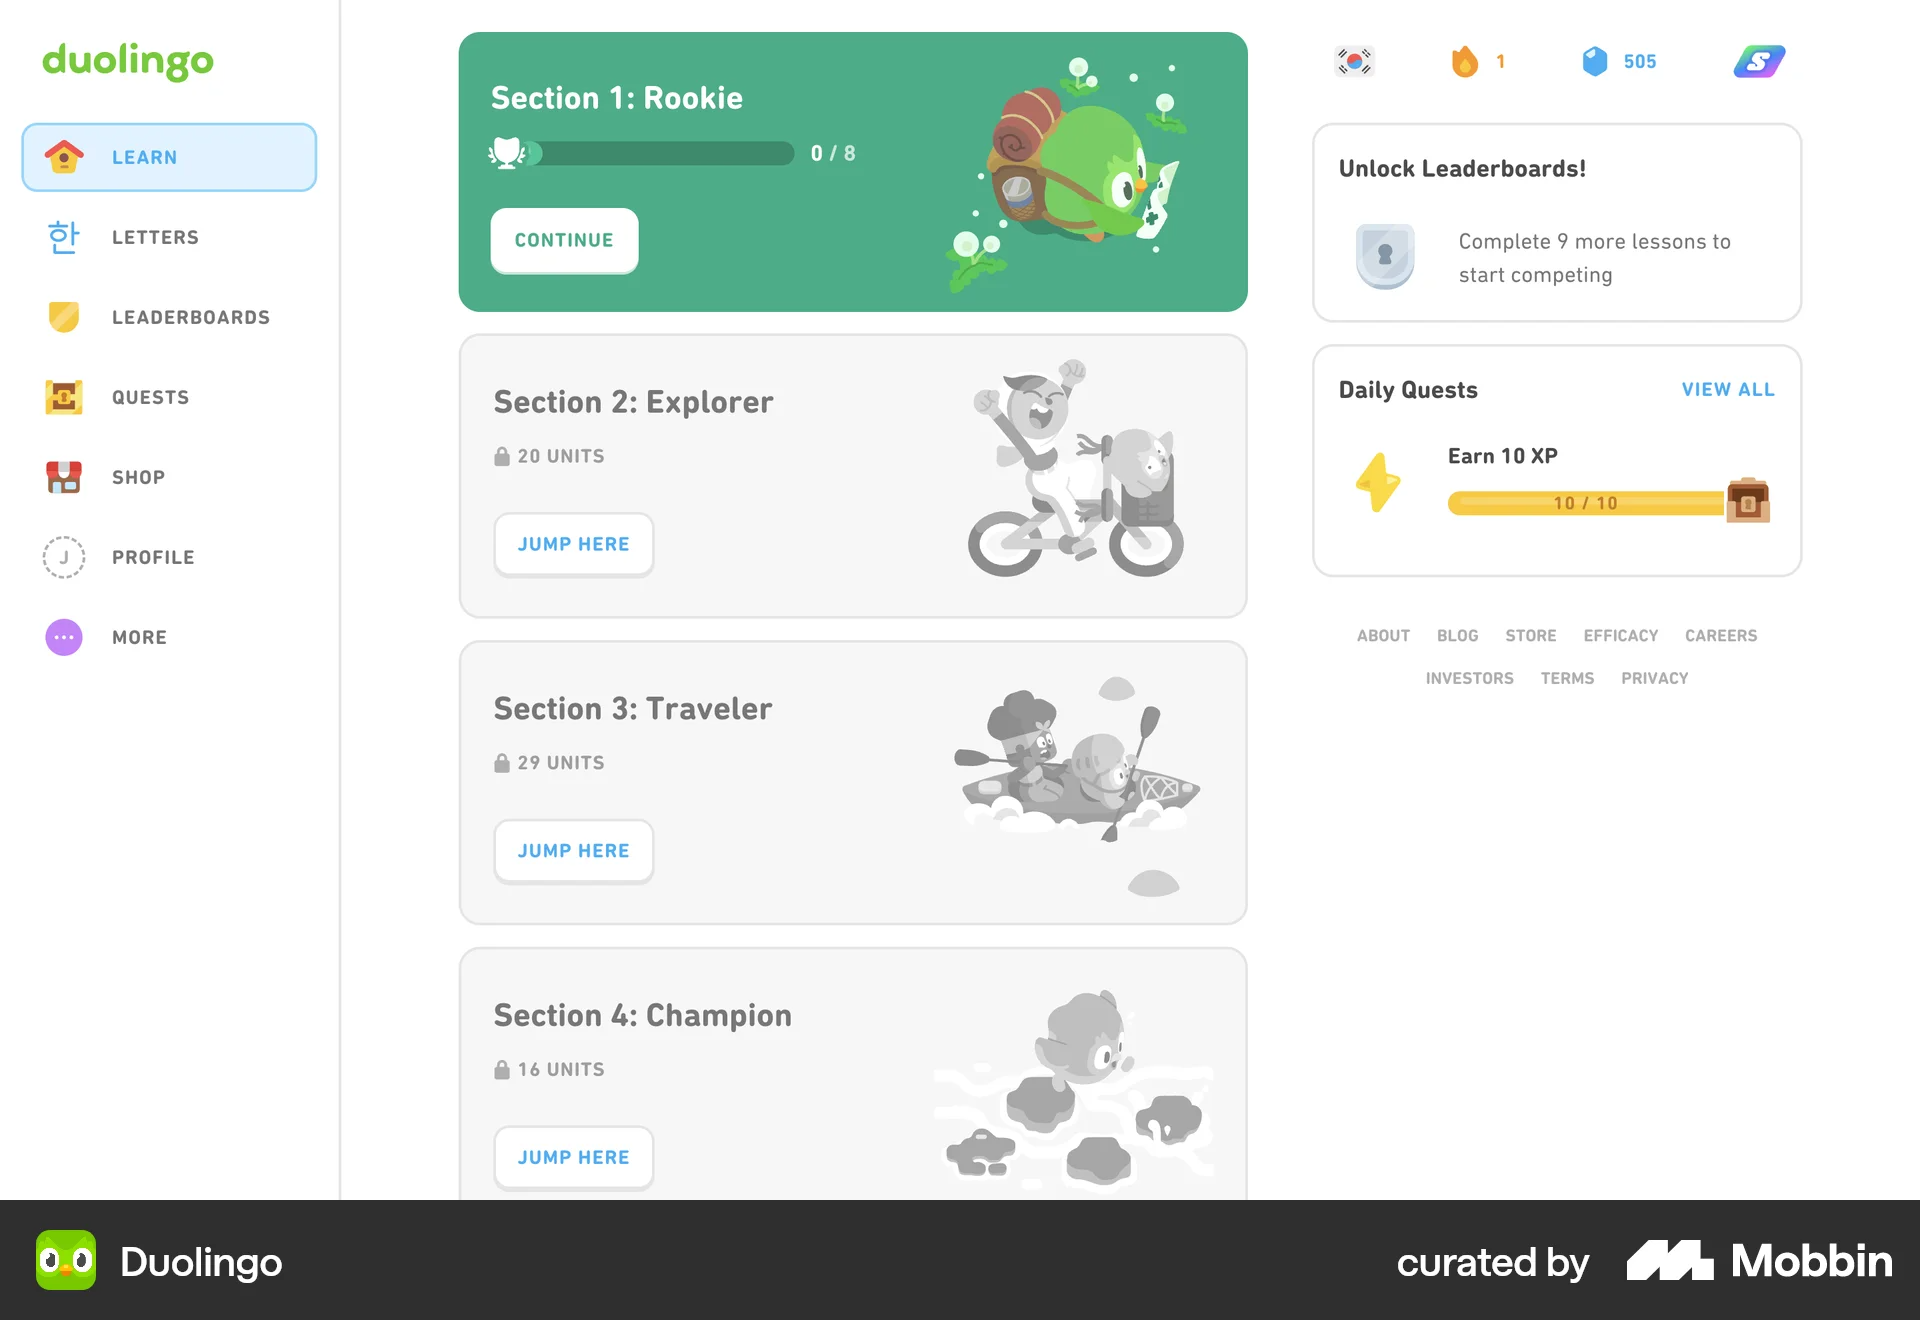 duolingo
LEARN
한
LETTERS
LEADERBOARDS
QUESTS
SHOP
J
PROFILE
MORE
Section 1: Rookie
0 / 8
CONTINUE
Section 2: Explorer
20 UNITS
JUMP HERE
Section 3: Traveler
29 UNITS
JUMP HERE
Section 4: Champion
16 UNITS
JUMP HERE
1
505
S
Unlock Leaderboards!
Complete 9 more lessons to
start competing
Daily Quests
VIEW ALL
Earn 10 XP
10 / 10
ABOUT BLOG STORE EFFICACY CAREERS
INVESTORS TERMS PRIVACY
Duolingo
curated by Mobbin